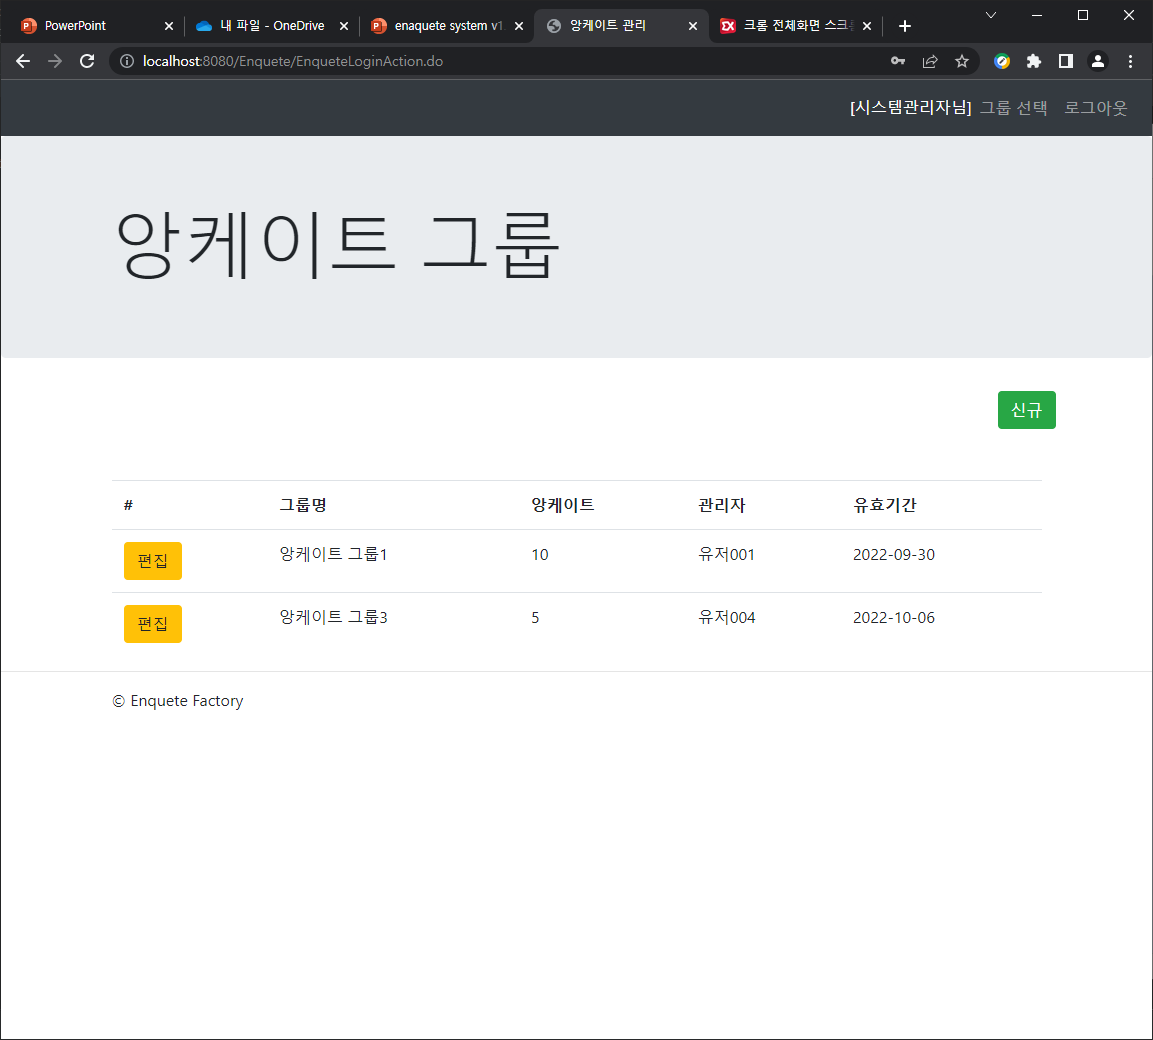 PowerPoint
내 파일 - OneDrive
enaquete system v1.
앙케이트 관리
크롬 전체화면 스크
localhost:8080/Enquete/EnqueteLoginAction.do
[시스템관리자님] 그룹 선택 로그아웃
앙케이트 그룹
신규
# 그룹명 앙케이트 관리자 유효기간
편집 앙케이트 그룹1 10 유저001 2022-09-30
편집 앙케이트 그룹3 5 유저004 2022-10-06
© Enquete Factory